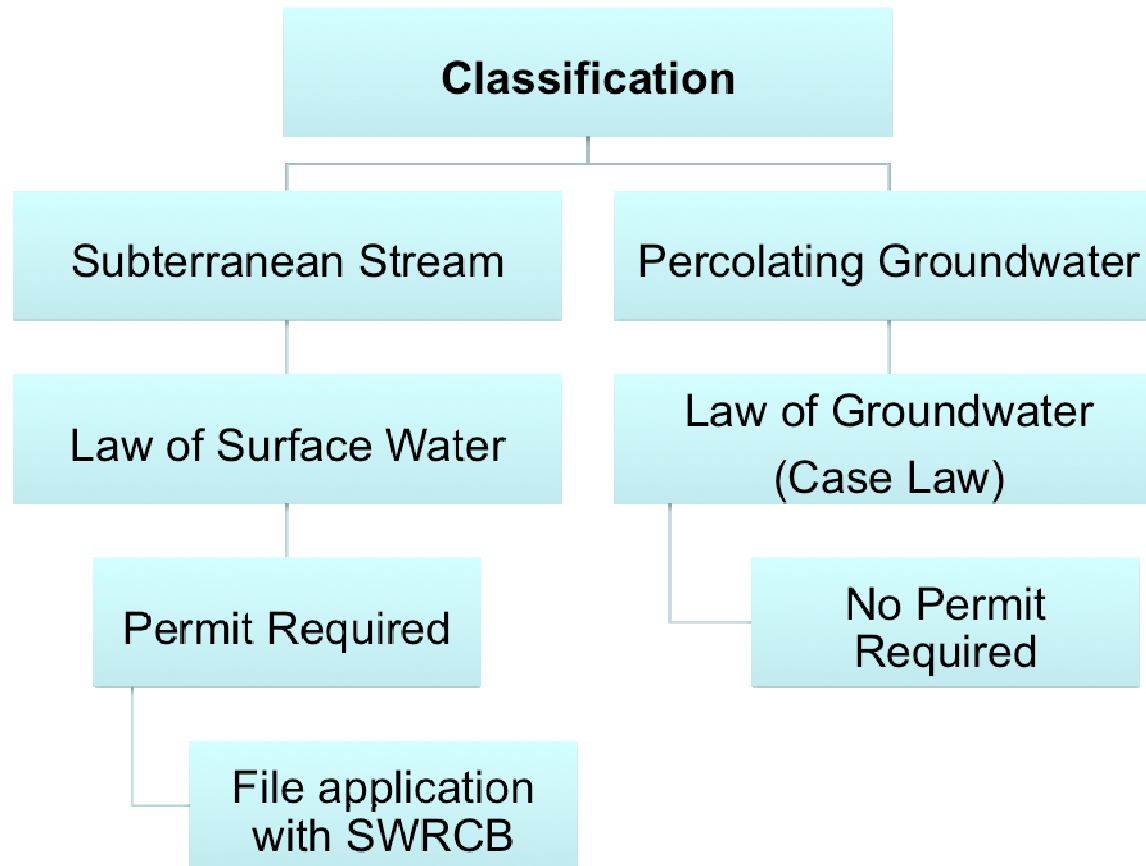 Classification
Subterranean Stream
Percolating Groundwater
Law of Surface Water
Law of Groundwater
(Case Law)
Permit Required
No Permit
Required
File application
with SWRCB